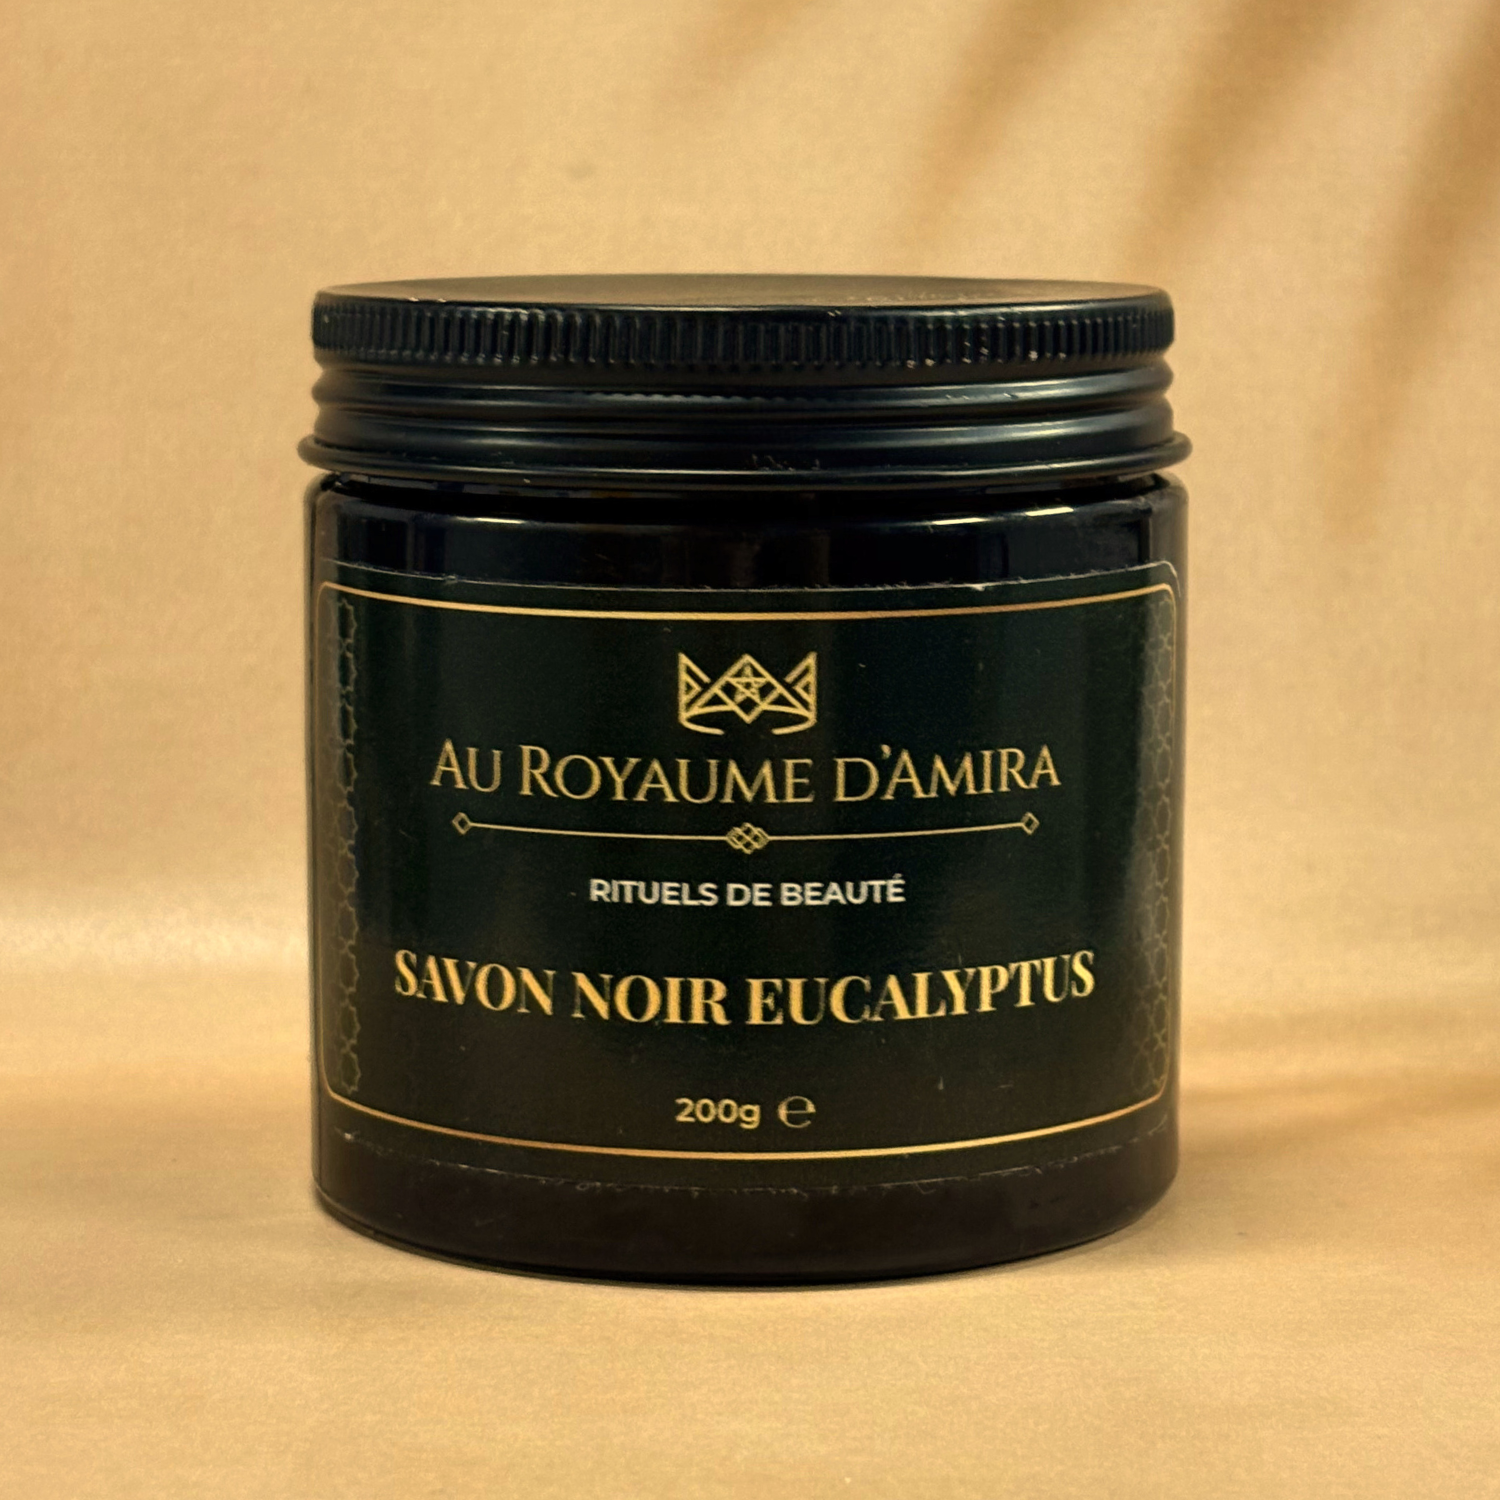 AU ROYAUME D'AMIRA
RITUELS DE BEAUTÉ
SAVON NOIR EUCALYPTUS
200g ℮